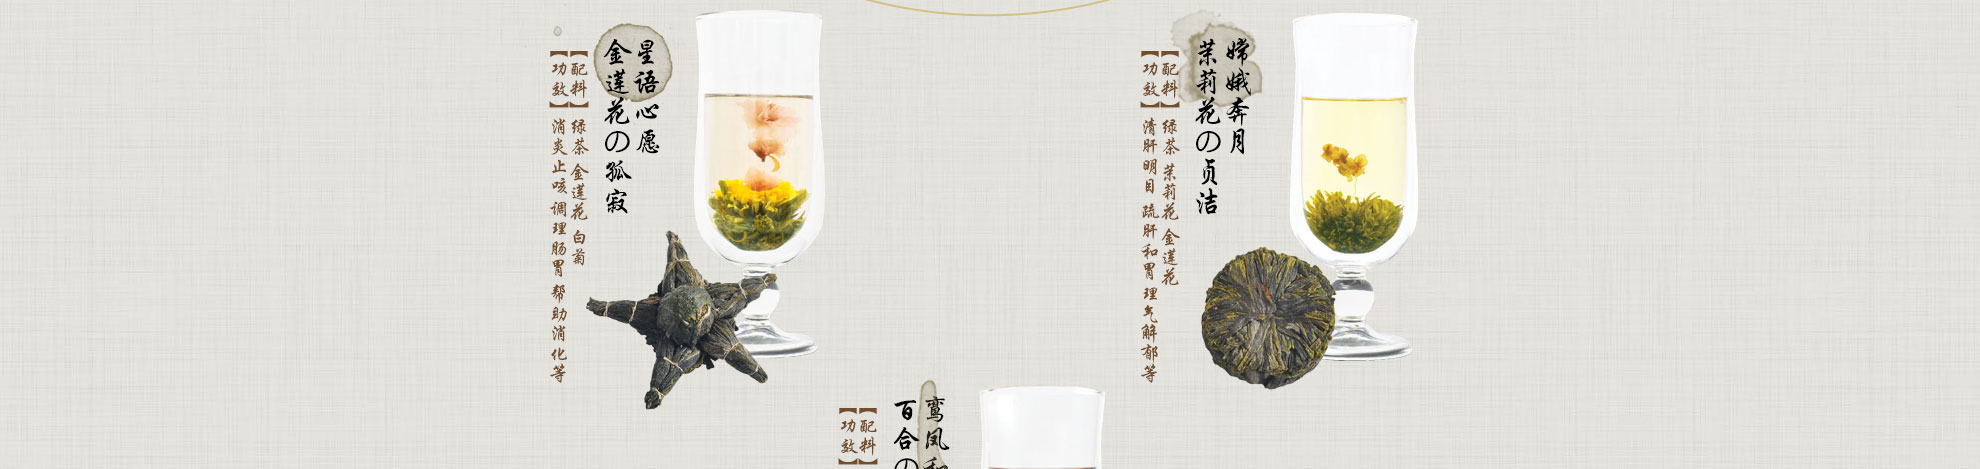 星语心愿
金莲花の孤寂
【配料】绿茶 金莲花 白菊
【功效】消炎止咳 调理肠胃 帮助消化等
嫦娥奔月
茉莉花の贞洁
【配料】绿茶 茉莉花 金莲花
【功效】清肝明目 疏肝和胃 理气解郁等
鸾凤和
百合の
【配料】
【功效】